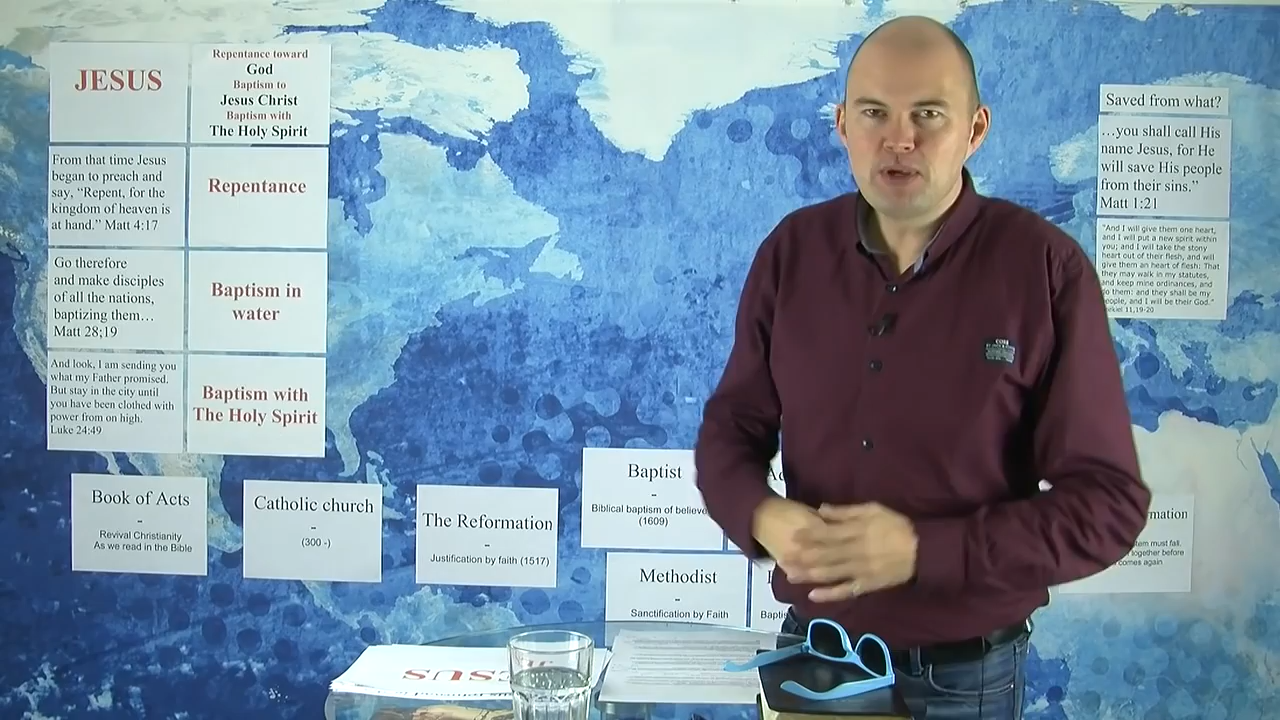 JESUS
Repentance toward
God
Baptism to
Jesus Christ
Baptism with
The Holy Spirit
From that time Jesus
began to preach and
say, “Repent, for the
kingdom of heaven is
at hand.” Matt 4:17
Repentance
Go therefore
and make disciples
of all the nations,
baptizing them…
Matt 28;19
Baptism in
water
And look, I am sending you
what my Father promised.
But stay in the city until
you have been clothed with
power from on high.
Luke 24:49
Baptism with
The Holy Spirit
Book of Acts
-
Revival Christianity
As we read in the Bible
Catholic church
-
(300 -)
The Reformation
-
Justification by faith (1517)
Baptist
-
Biblical baptism of believe
(1609)
Methodist
-
Sanctification by Faith
Baptis
Saved from what?
…you shall call His
name Jesus, for He
will save His people
from their sins.”
Matt 1:21
"And I will give them one heart,
and I will put a new spirit within
you; and I will take the stony
heart out of their flesh, and will
give them an heart of flesh: That
they may walk in my statutes,
and keep mine ordinances, and
do them: and they shall be my
people, and I will be their God."
ekiel 11,19-20
mation
tem must fall.
together before
comes again
JESUS